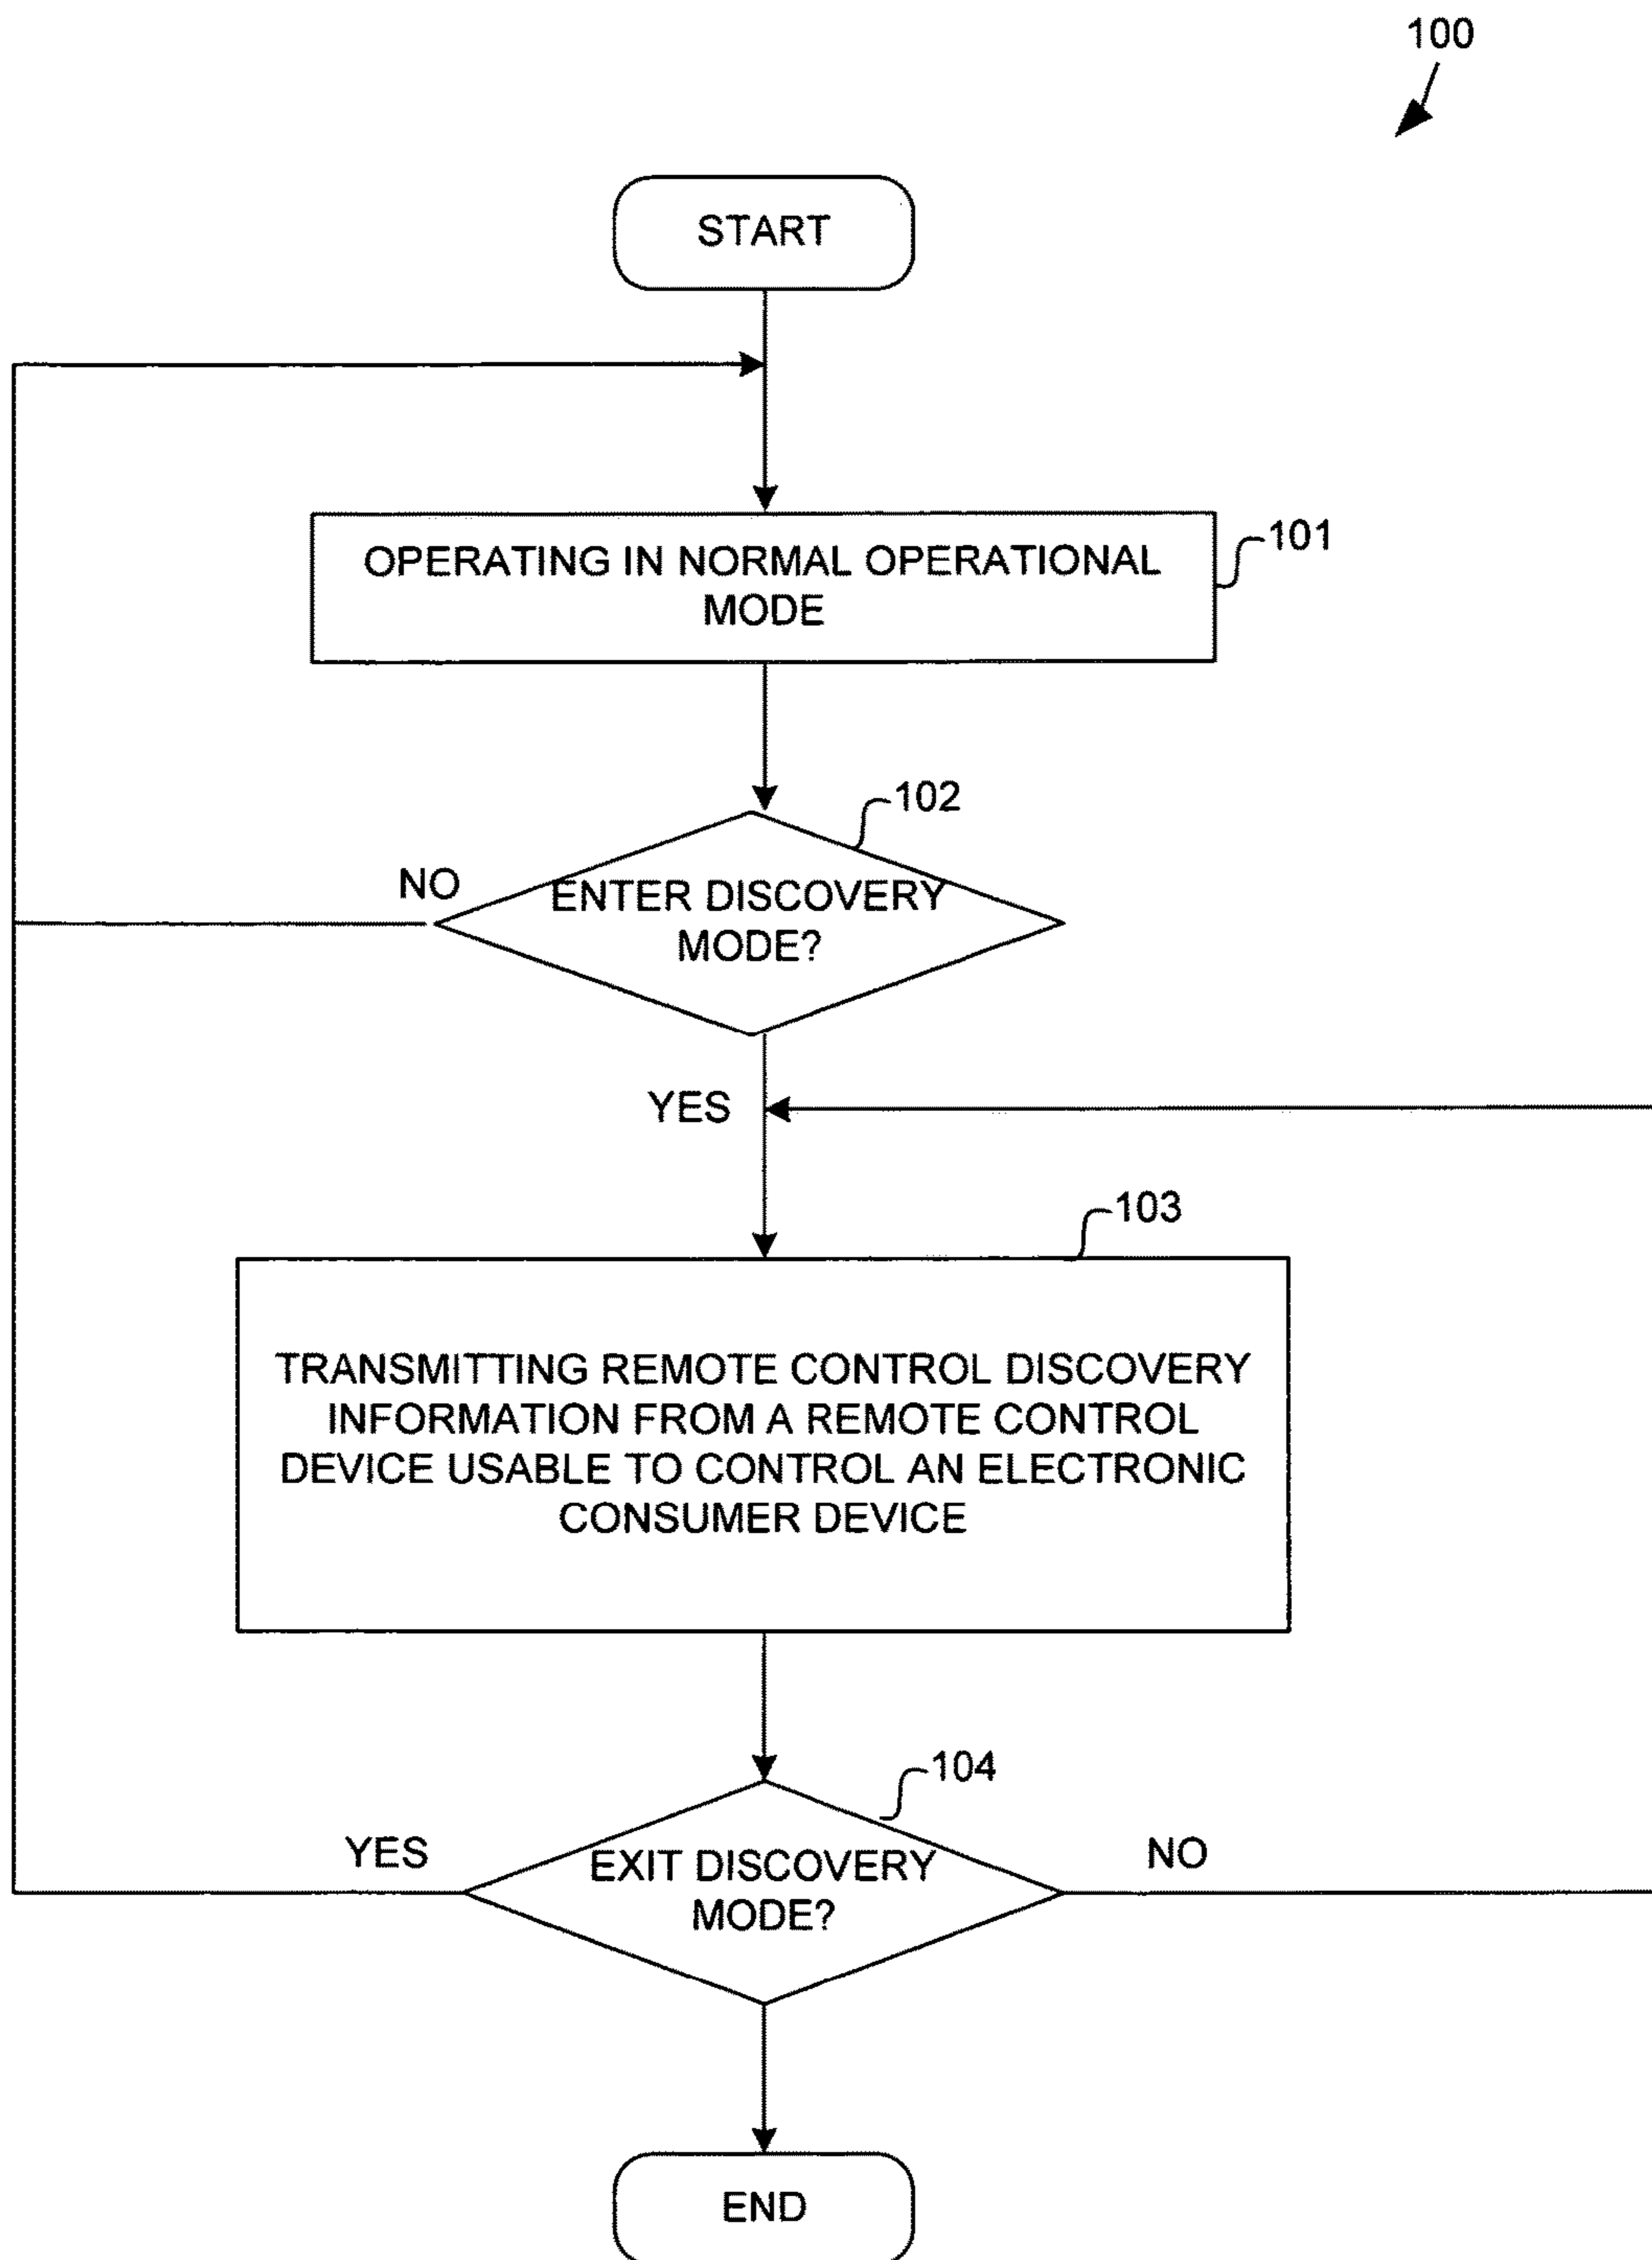 100
START
OPERATING IN NORMAL OPERATIONAL
MODE
101
102
NO
ENTER DISCOVERY
MODE?
YES
103
TRANSMITTING REMOTE CONTROL DISCOVERY
INFORMATION FROM A REMOTE CONTROL
DEVICE USABLE TO CONTROL AN ELECTRONIC
CONSUMER DEVICE
104
YES
EXIT DISCOVERY
MODE?
NO
END